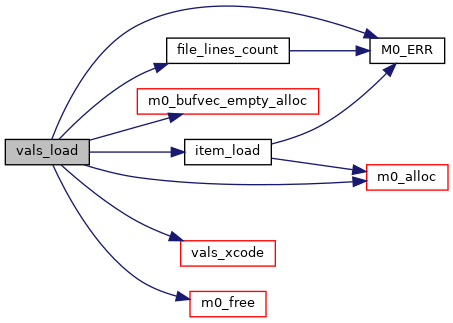 file_lines_count
M0_ERR
m0_bufvec_empty_alloc
vals_load
item_load
m0_alloc
vals_xcode
m0_free